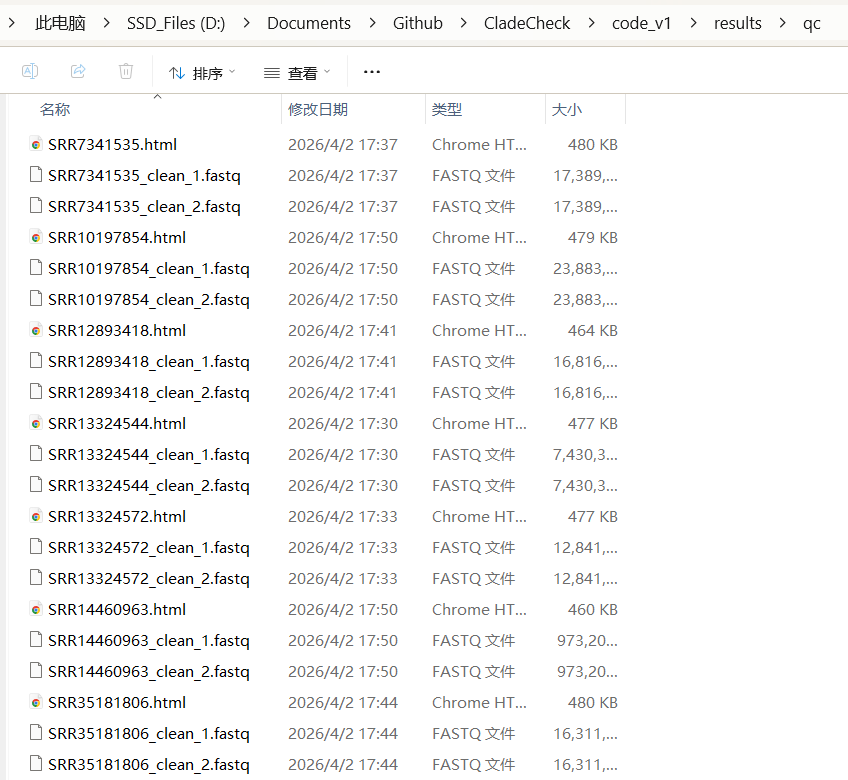 此电脑 > SSD_Files (D:) > Documents > Github > CladeCheck > code_v1 > results > qc
排序 查看 ...
名称 修改日期 类型 大小
SRR7341535.html 2026/4/2 17:37 Chrome HT... 480 KB
SRR7341535_clean_1.fastq 2026/4/2 17:37 FASTQ 文件 17,389,...
SRR7341535_clean_2.fastq 2026/4/2 17:37 FASTQ 文件 17,389,...
SRR10197854.html 2026/4/2 17:50 Chrome HT... 479 KB
SRR10197854_clean_1.fastq 2026/4/2 17:50 FASTQ 文件 23,883,...
SRR10197854_clean_2.fastq 2026/4/2 17:50 FASTQ 文件 23,883,...
SRR12893418.html 2026/4/2 17:41 Chrome HT... 464 KB
SRR12893418_clean_1.fastq 2026/4/2 17:41 FASTQ 文件 16,816,...
SRR12893418_clean_2.fastq 2026/4/2 17:41 FASTQ 文件 16,816,...
SRR13324544.html 2026/4/2 17:30 Chrome HT... 477 KB
SRR13324544_clean_1.fastq 2026/4/2 17:30 FASTQ 文件 7,430,3...
SRR13324544_clean_2.fastq 2026/4/2 17:30 FASTQ 文件 7,430,3...
SRR13324572.html 2026/4/2 17:33 Chrome HT... 477 KB
SRR13324572_clean_1.fastq 2026/4/2 17:33 FASTQ 文件 12,841,...
SRR13324572_clean_2.fastq 2026/4/2 17:33 FASTQ 文件 12,841,...
SRR14460963.html 2026/4/2 17:50 Chrome HT... 460 KB
SRR14460963_clean_1.fastq 2026/4/2 17:50 FASTQ 文件 973,20...
SRR14460963_clean_2.fastq 2026/4/2 17:50 FASTQ 文件 973,20...
SRR35181806.html 2026/4/2 17:44 Chrome HT... 480 KB
SRR35181806_clean_1.fastq 2026/4/2 17:44 FASTQ 文件 16,311,...
SRR35181806_clean_2.fastq 2026/4/2 17:44 FASTQ 文件 16,311,...